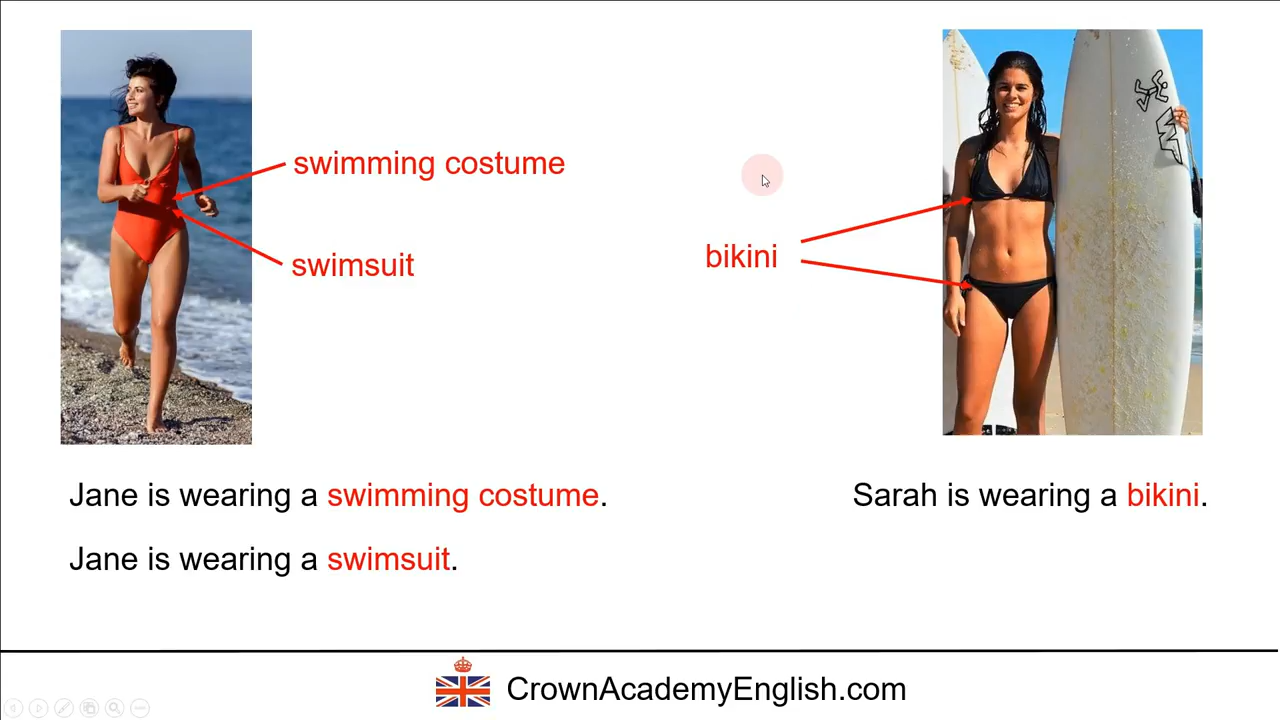 swimming costume
swimsuit
bikini
Jane is wearing a swimming costume.
Jane is wearing a swimsuit.
Sarah is wearing a bikini.
CrownAcademyEnglish.com